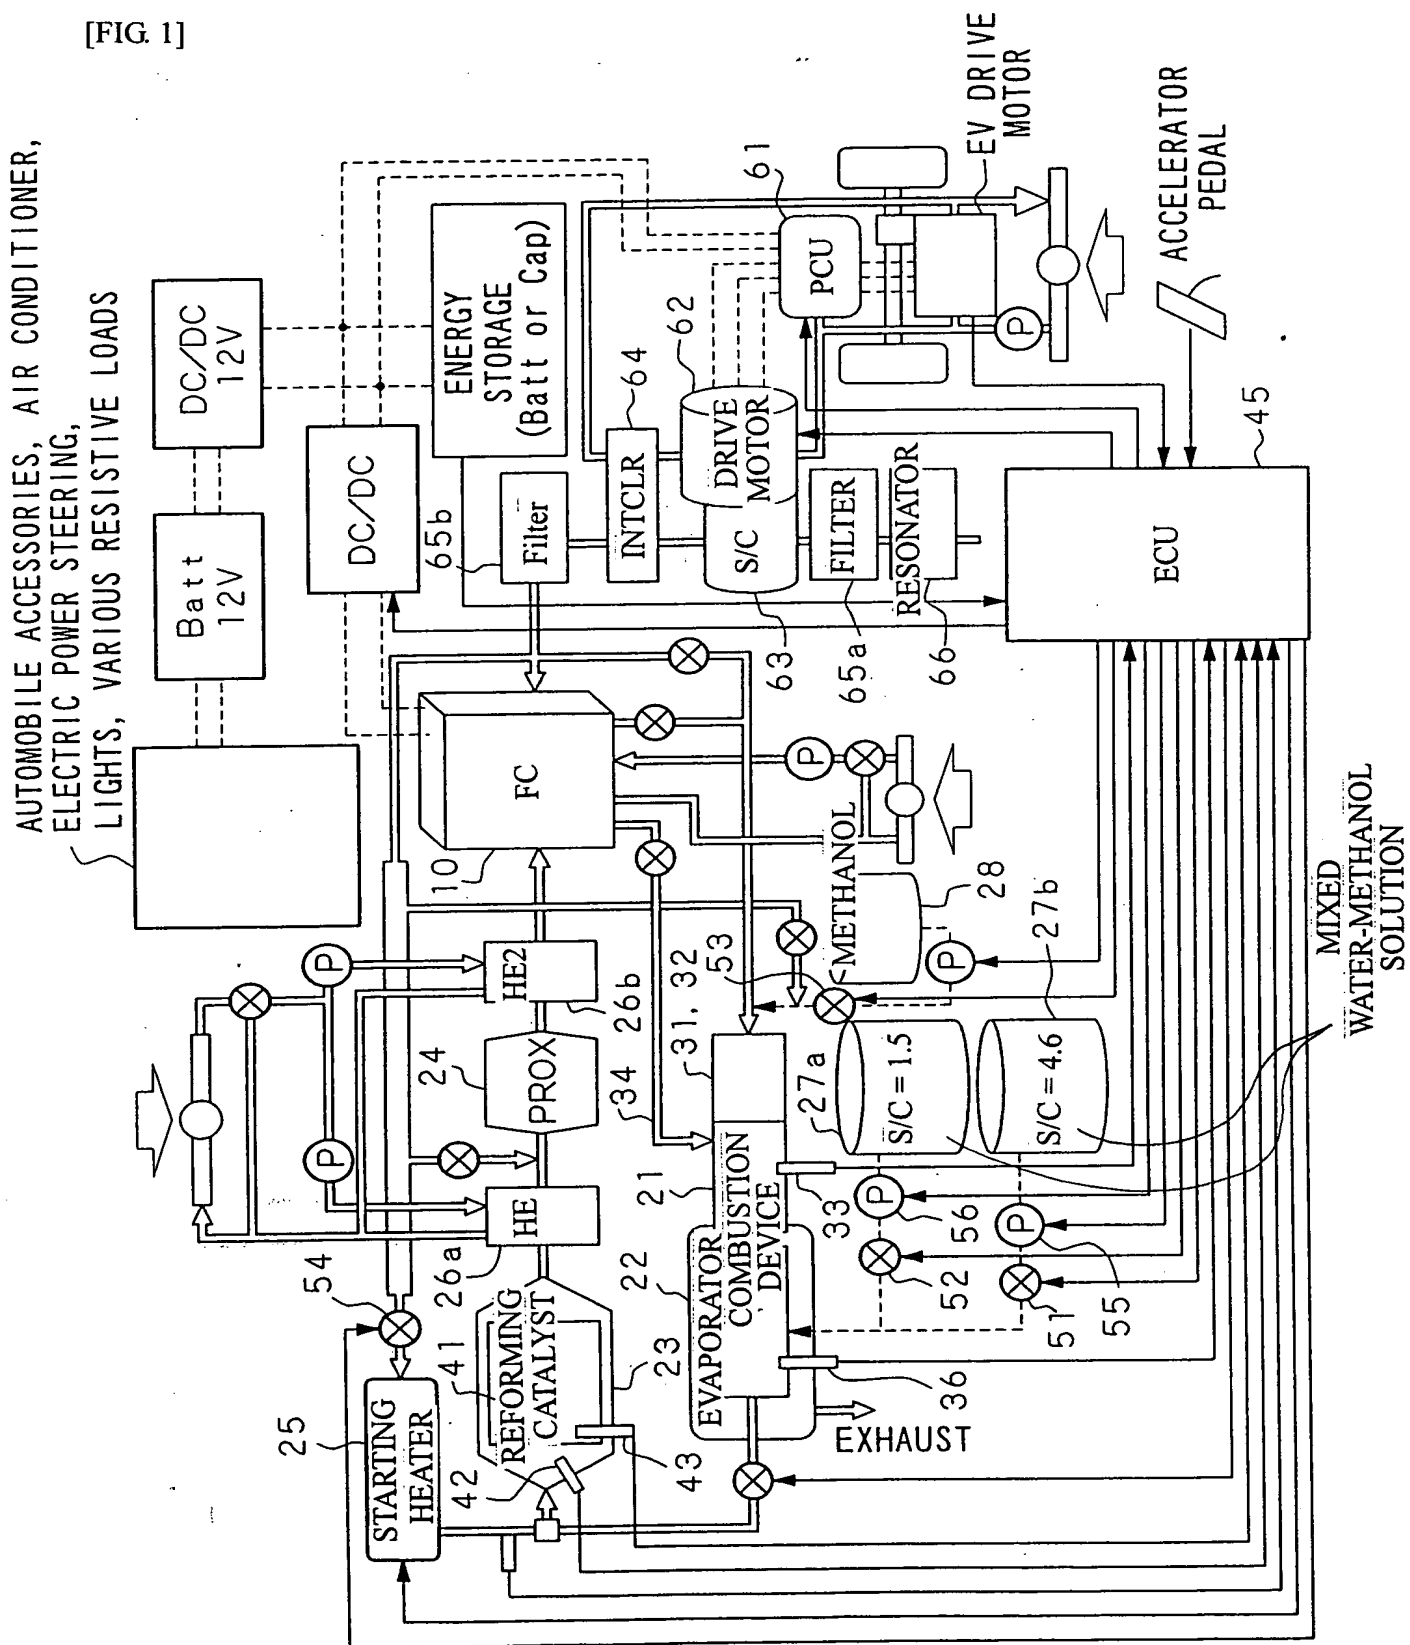 [FIG. 1]
AUTOMOBILE ACCESSORIES, AIR CONDITIONER,
ELECTRIC POWER STEERING,
LIGHTS, VARIOUS RESISTIVE LOADS
Batt
12V
DC/DC
12V
DC/DC
ENERGY
STORAGE
(Batt or Cap)
STARTING
HEATER
25
54
P
P
HE
26a
HE2
26b
PROX
24
REFORMING
CATALYST
41
42
43
23
FC
10
Filter
65b
INTCLR
64
DRIVE
MOTOR
62
S/C
63
FILTER
65a
RESONATOR
66
PCU
61
EV DRIVE
MOTOR
P
ACCELERATOR
PEDAL
EVAPORATOR
22
COMBUSTION
DEVICE
21
34
31, 32
33
36
EXHAUST
53
METHANOL
28
P
P
27a
S/C = 1.5
27b
S/C = 4.6
P
56
52
P
55
51
MIXED
WATER-METHANOL
SOLUTION
ECU
45